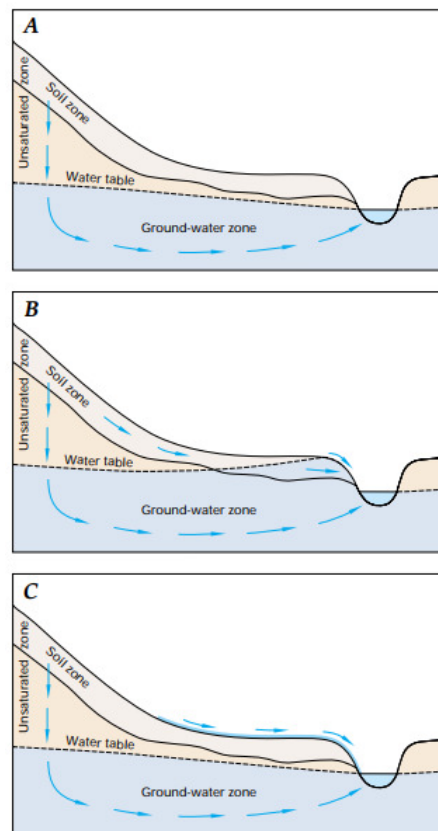 A
Unsaturated zone
Soil zone
Water table
Ground-water zone
B
Unsaturated zone
Soil zone
Water table
Ground-water zone
C
Unsaturated zone
Soil zone
Water table
Ground-water zone